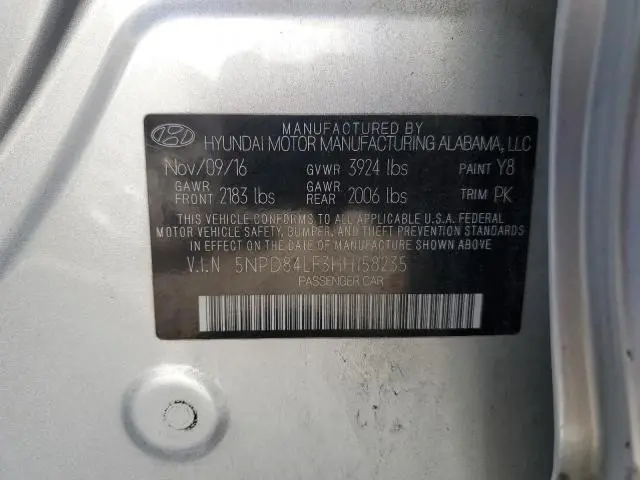 MANUFACTURED BY
HYUNDAI MOTOR MANUFACTURING ALABAMA, LLC
Nov/09/16 GVWR 3924 lbs PAINT Y8
GAWR FRONT 2183 lbs GAWR REAR 2006 lbs TRIM PK
THIS VEHICLE CONFORMS TO ALL APPLICABLE U.S.A. FEDERAL
MOTOR VEHICLE SAFETY, BUMPER, AND THEFT PREVENTION STANDARDS
IN EFFECT ON THE DATE OF MANUFACTURE SHOWN ABOVE
V.I.N 5NPD84LF3HH158235
PASSENGER CAR